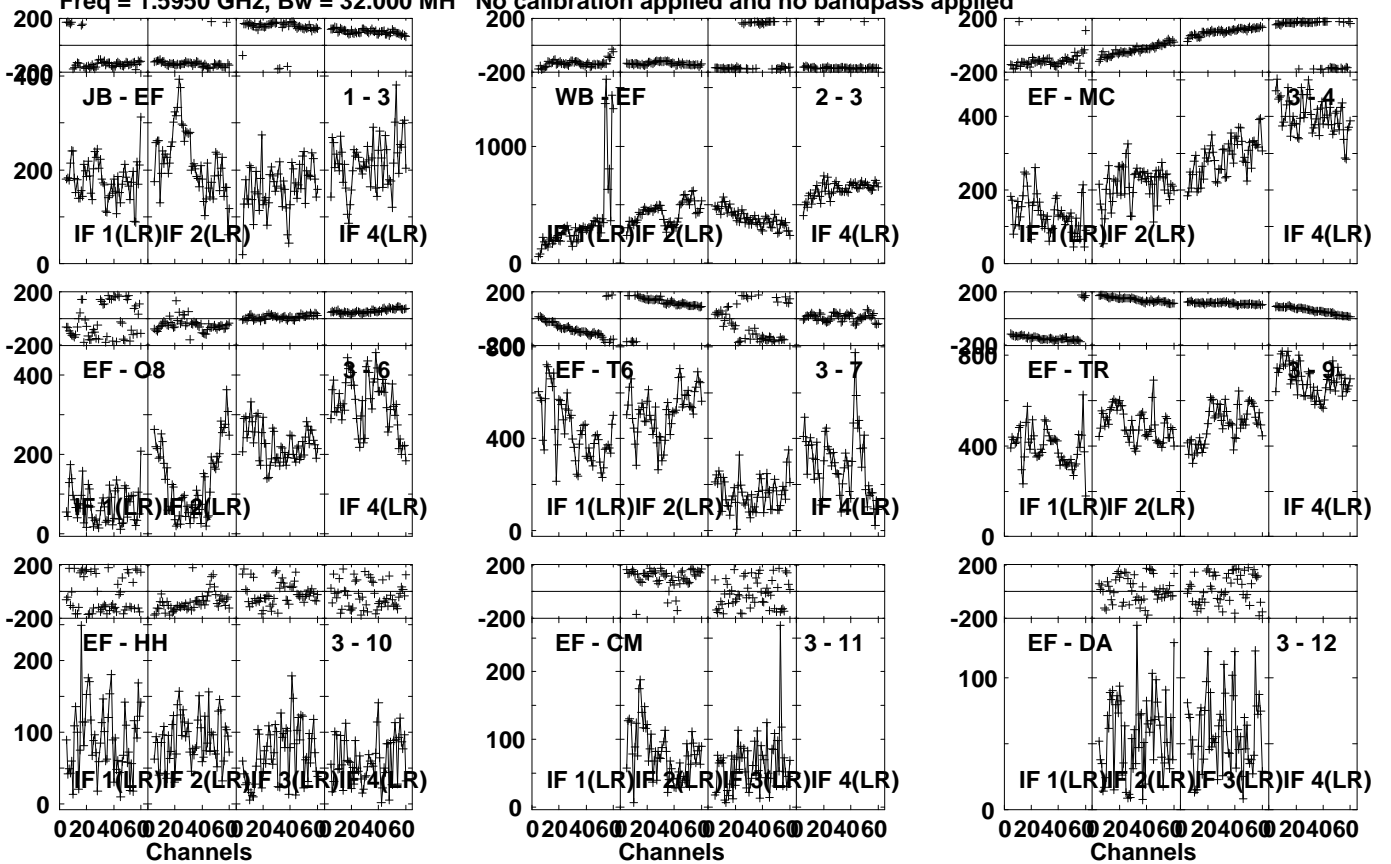 Freq = 1.5950 GHz, Bw = 32.000 MH No calibration applied and no bandpass applied
200
-200
400
JB - EF
1 - 3
200
IF 1(LR)
IF 2(LR)
IF 4(LR)
0
200
-200
WB - EF
2 - 3
1000
IF 1(LR)
IF 2(LR)
IF 4(LR)
0
200
-200
EF - MC
3 - 4
400
200
IF 1(LR)
IF 2(LR)
IF 4(LR)
0
200
-200
EF - O8
3 - 6
400
200
IF 1(LR)
IF 2(LR)
IF 4(LR)
0
200
-200
800
EF - T6
3 - 7
400
IF 1(LR)
IF 2(LR)
IF 4(LR)
0
200
-200
800
EF - TR
3 - 9
400
IF 1(LR)
IF 2(LR)
IF 4(LR)
0
200
-200
EF - HH
3 - 10
200
100
IF 1(LR)
IF 2(LR)
IF 3(LR)
IF 4(LR)
0
0 20 40 60 0 20 40 60 0 20 40 60 0 20 40 60
Channels
200
-200
EF - CM
3 - 11
200
100
IF 1(LR)
IF 2(LR)
IF 3(LR)
IF 4(LR)
0
0 20 40 60 0 20 40 60 0 20 40 60 0 20 40 60
Channels
200
-200
EF - DA
3 - 12
100
IF 1(LR)
IF 2(LR)
IF 3(LR)
IF 4(LR)
0
0 20 40 60 0 20 40 60 0 20 40 60 0 20 40 60
Channels